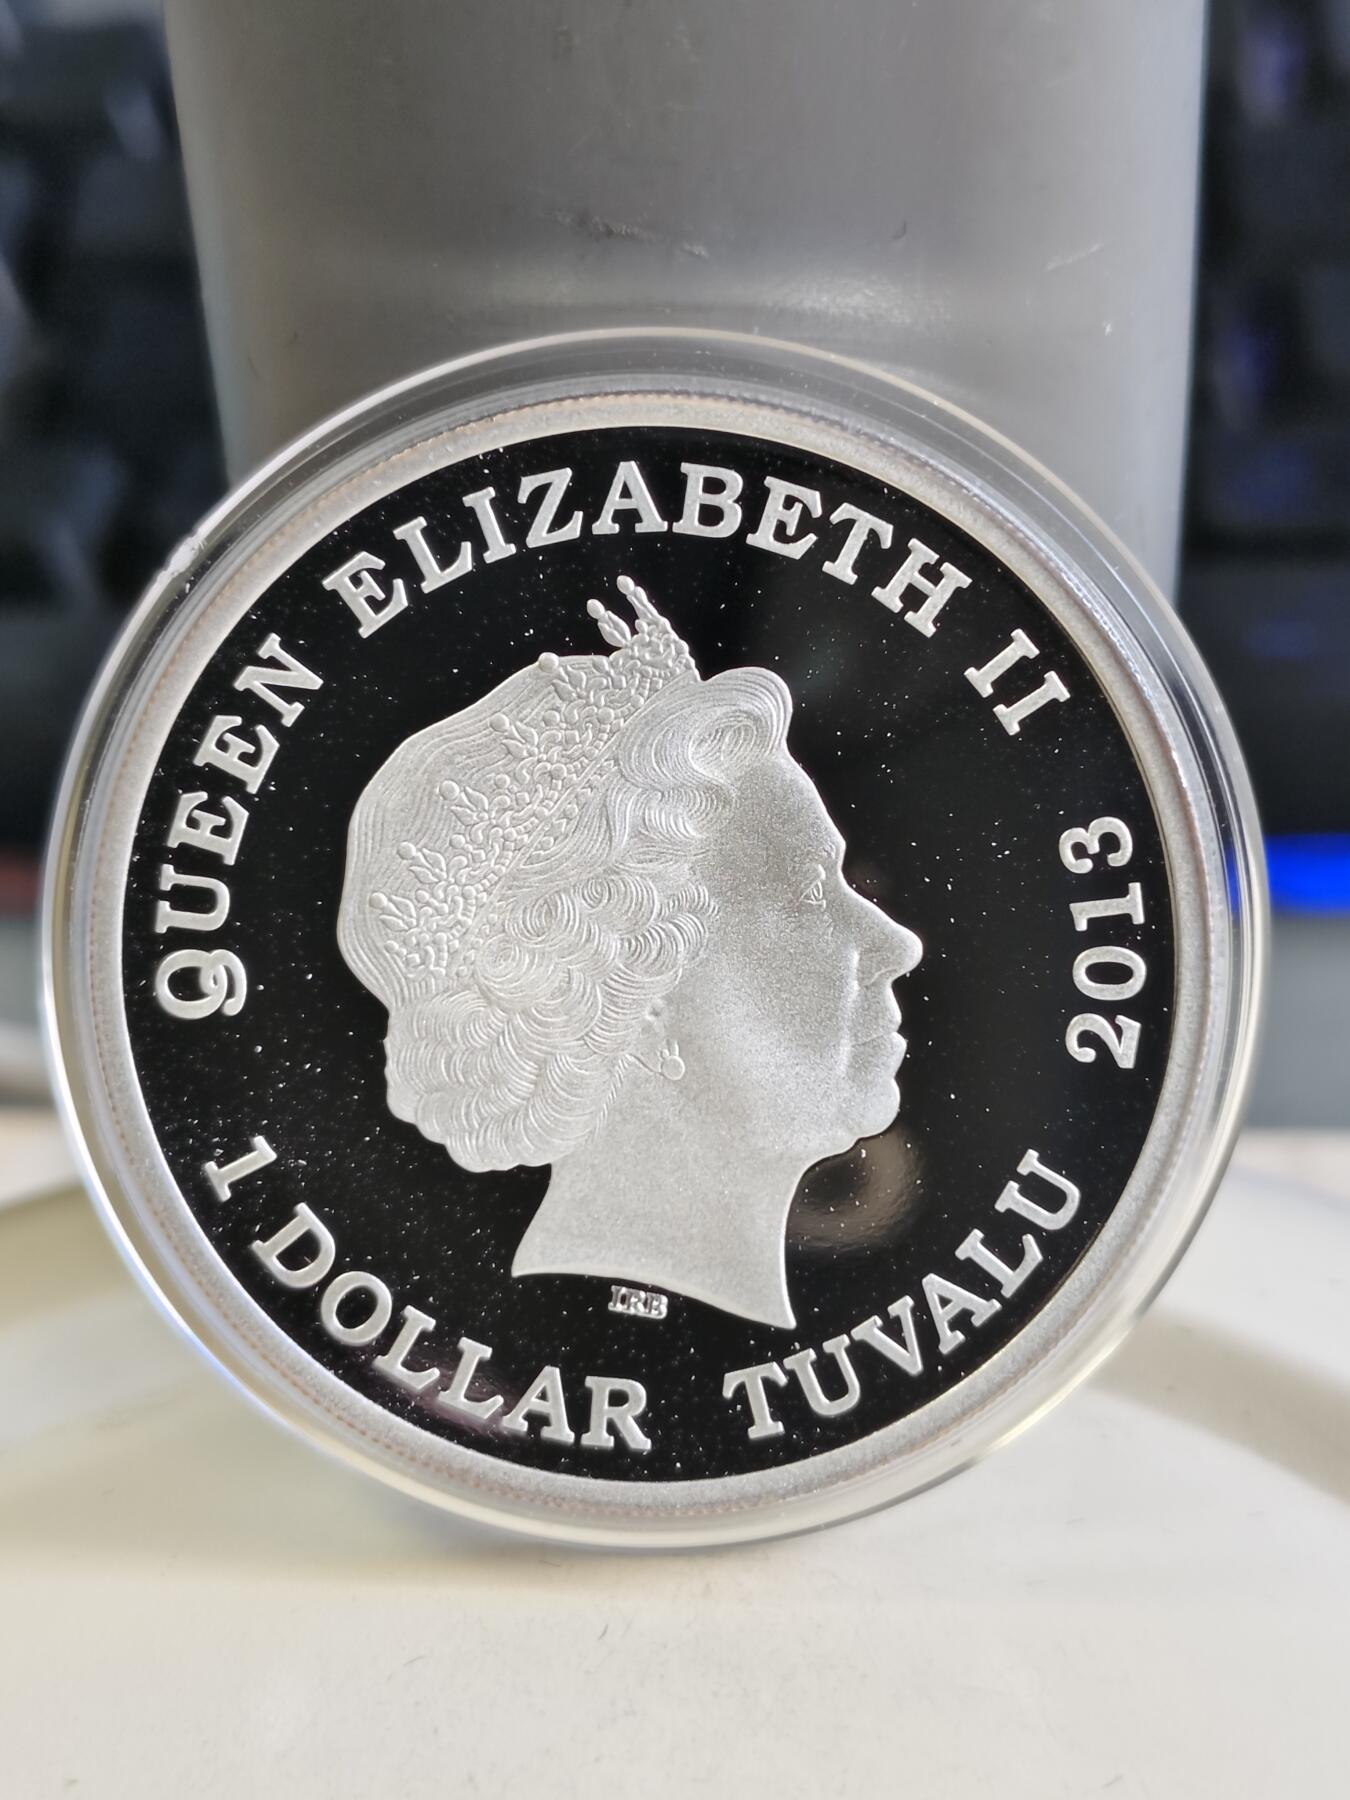 QUEEN ELIZABETH II
2013
1 DOLLAR TUVALU
IRB